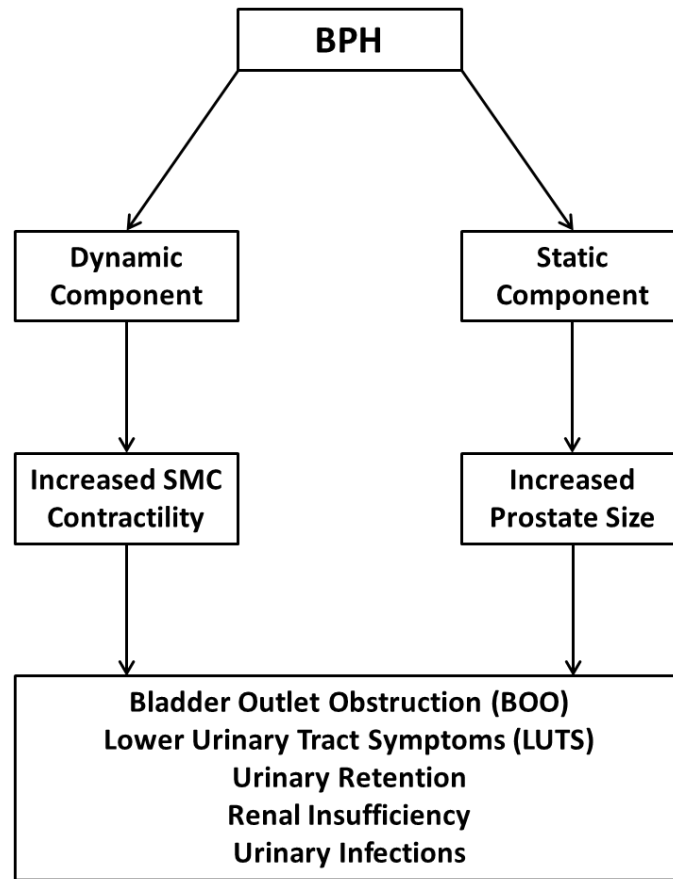 BPH
Dynamic
Component
Static
Component
Increased SMC
Contractility
Increased
Prostate Size
Bladder Outlet Obstruction (BOO)
Lower Urinary Tract Symptoms (LUTS)
Urinary Retention
Renal Insufficiency
Urinary Infections